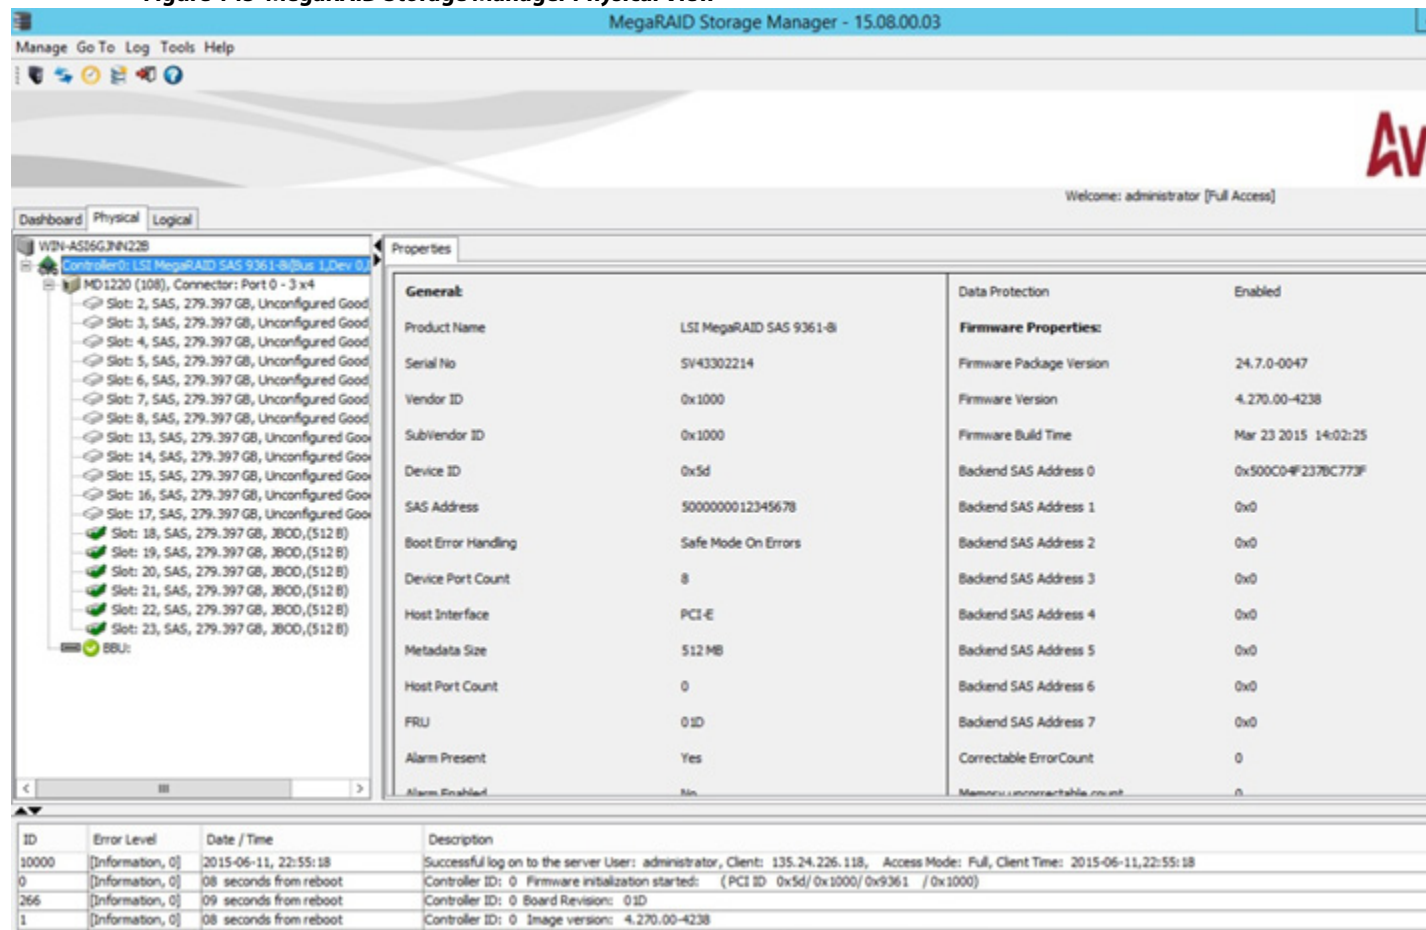 Figure 143 MegaRAID Storage Manager Physical View
MegaRAID Storage Manager - 15.08.00.03
Manage Go To Log Tools Help
Av
Welcome: administrator [Full Access]
Dashboard Physical Logical
WIN-ASI6GJNN22B
Controller0: LSI MegaRAID SAS 9361-8i(Bus 1,Dev 0,
MD1220 (108), Connector: Port 0 - 3 x4
Slot: 2, SAS, 279.397 GB, Unconfigured Good
Slot: 3, SAS, 279.397 GB, Unconfigured Good
Slot: 4, SAS, 279.397 GB, Unconfigured Good
Slot: 5, SAS, 279.397 GB, Unconfigured Good
Slot: 6, SAS, 279.397 GB, Unconfigured Good
Slot: 7, SAS, 279.397 GB, Unconfigured Good
Slot: 8, SAS, 279.397 GB, Unconfigured Good
Slot: 13, SAS, 279.397 GB, Unconfigured Goo
Slot: 14, SAS, 279.397 GB, Unconfigured Goo
Slot: 15, SAS, 279.397 GB, Unconfigured Goo
Slot: 16, SAS, 279.397 GB, Unconfigured Goo
Slot: 17, SAS, 279.397 GB, Unconfigured Goo
Slot: 18, SAS, 279.397 GB, JBOD,(512 B)
Slot: 19, SAS, 279.397 GB, JBOD,(512 B)
Slot: 20, SAS, 279.397 GB, JBOD,(512 B)
Slot: 21, SAS, 279.397 GB, JBOD,(512 B)
Slot: 22, SAS, 279.397 GB, JBOD,(512 B)
Slot: 23, SAS, 279.397 GB, JBOD,(512 B)
BBU:
Properties
General: Data Protection Enabled
Product Name LSI MegaRAID SAS 9361-8i Firmware Properties:
Serial No SV43302214 Firmware Package Version 24.7.0-0047
Vendor ID 0x1000 Firmware Version 4.270.00-4238
SubVendor ID 0x1000 Firmware Build Time Mar 23 2015 14:02:25
Device ID 0x5d Backend SAS Address 0 0x500C04F237BC773F
SAS Address 5000000012345678 Backend SAS Address 1 0x0
Boot Error Handling Safe Mode On Errors Backend SAS Address 2 0x0
Device Port Count 8 Backend SAS Address 3 0x0
Host Interface PCI-E Backend SAS Address 4 0x0
Metadata Size 512 MB Backend SAS Address 5 0x0
Host Port Count 0 Backend SAS Address 6 0x0
FRU 01D Backend SAS Address 7 0x0
Alarm Present Yes Correctable ErrorCount 0
Alarm Enabled No Memory uncorrectable count 0
ID Error Level Date / Time Description
10000 [Information, 0] 2015-06-11, 22:55:18 Successful log on to the server User: administrator, Client: 135.24.226.118, Access Mode: Full, Client Time: 2015-06-11,22:55:18
0 [Information, 0] 08 seconds from reboot Controller ID: 0 Firmware initialization started: (PCI ID 0x5d/0x1000/0x9361 /0x1000)
266 [Information, 0] 09 seconds from reboot Controller ID: 0 Board Revision: 01D
1 [Information, 0] 08 seconds from reboot Controller ID: 0 Image version: 4.270.00-4238